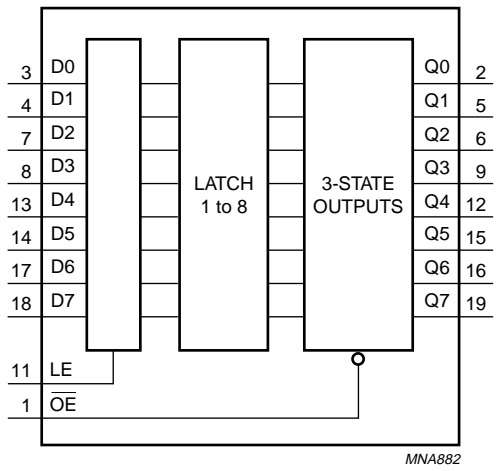 3 D0 Q0 2
4 D1 Q1 5
7 D2 Q2 6
8 D3 Q3 9
13 D4 LATCH 1 to 8 3-STATE OUTPUTS Q4 12
14 D5 Q5 15
17 D6 Q6 16
18 D7 Q7 19
11 LE
1 O̅E̅
MNA882